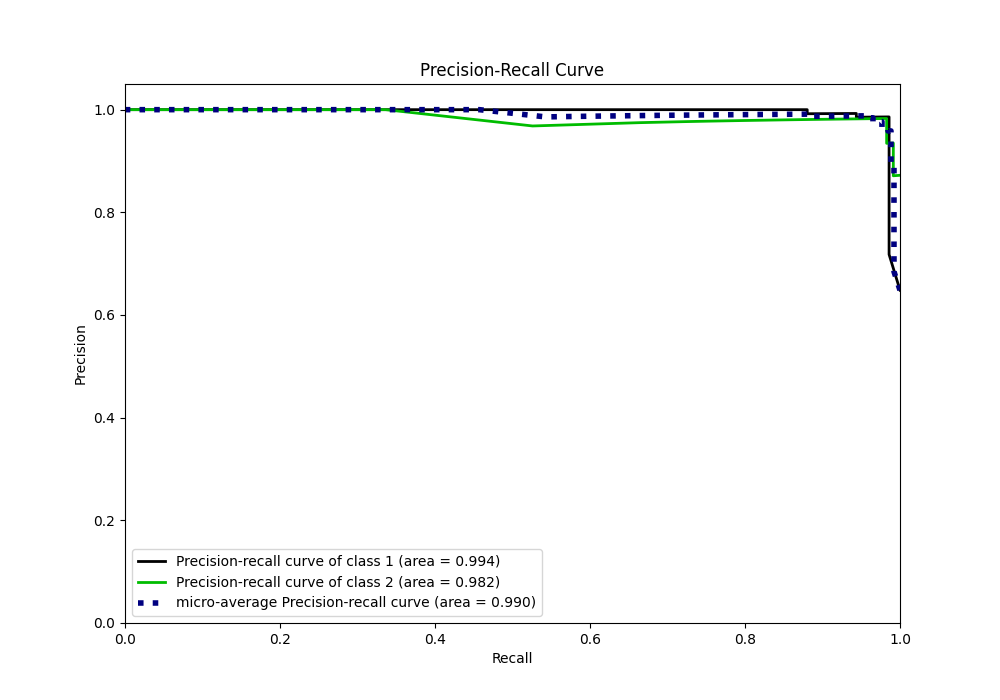 Precision-Recall Curve
1.0
0.8
0.6
0.4
0.2
0.0
Precision
Precision-recall curve of class 1 (area = 0.994)
Precision-recall curve of class 2 (area = 0.982)
micro-average Precision-recall curve (area = 0.990)
0.0 0.2 0.4 0.6 0.8 1.0
Recall